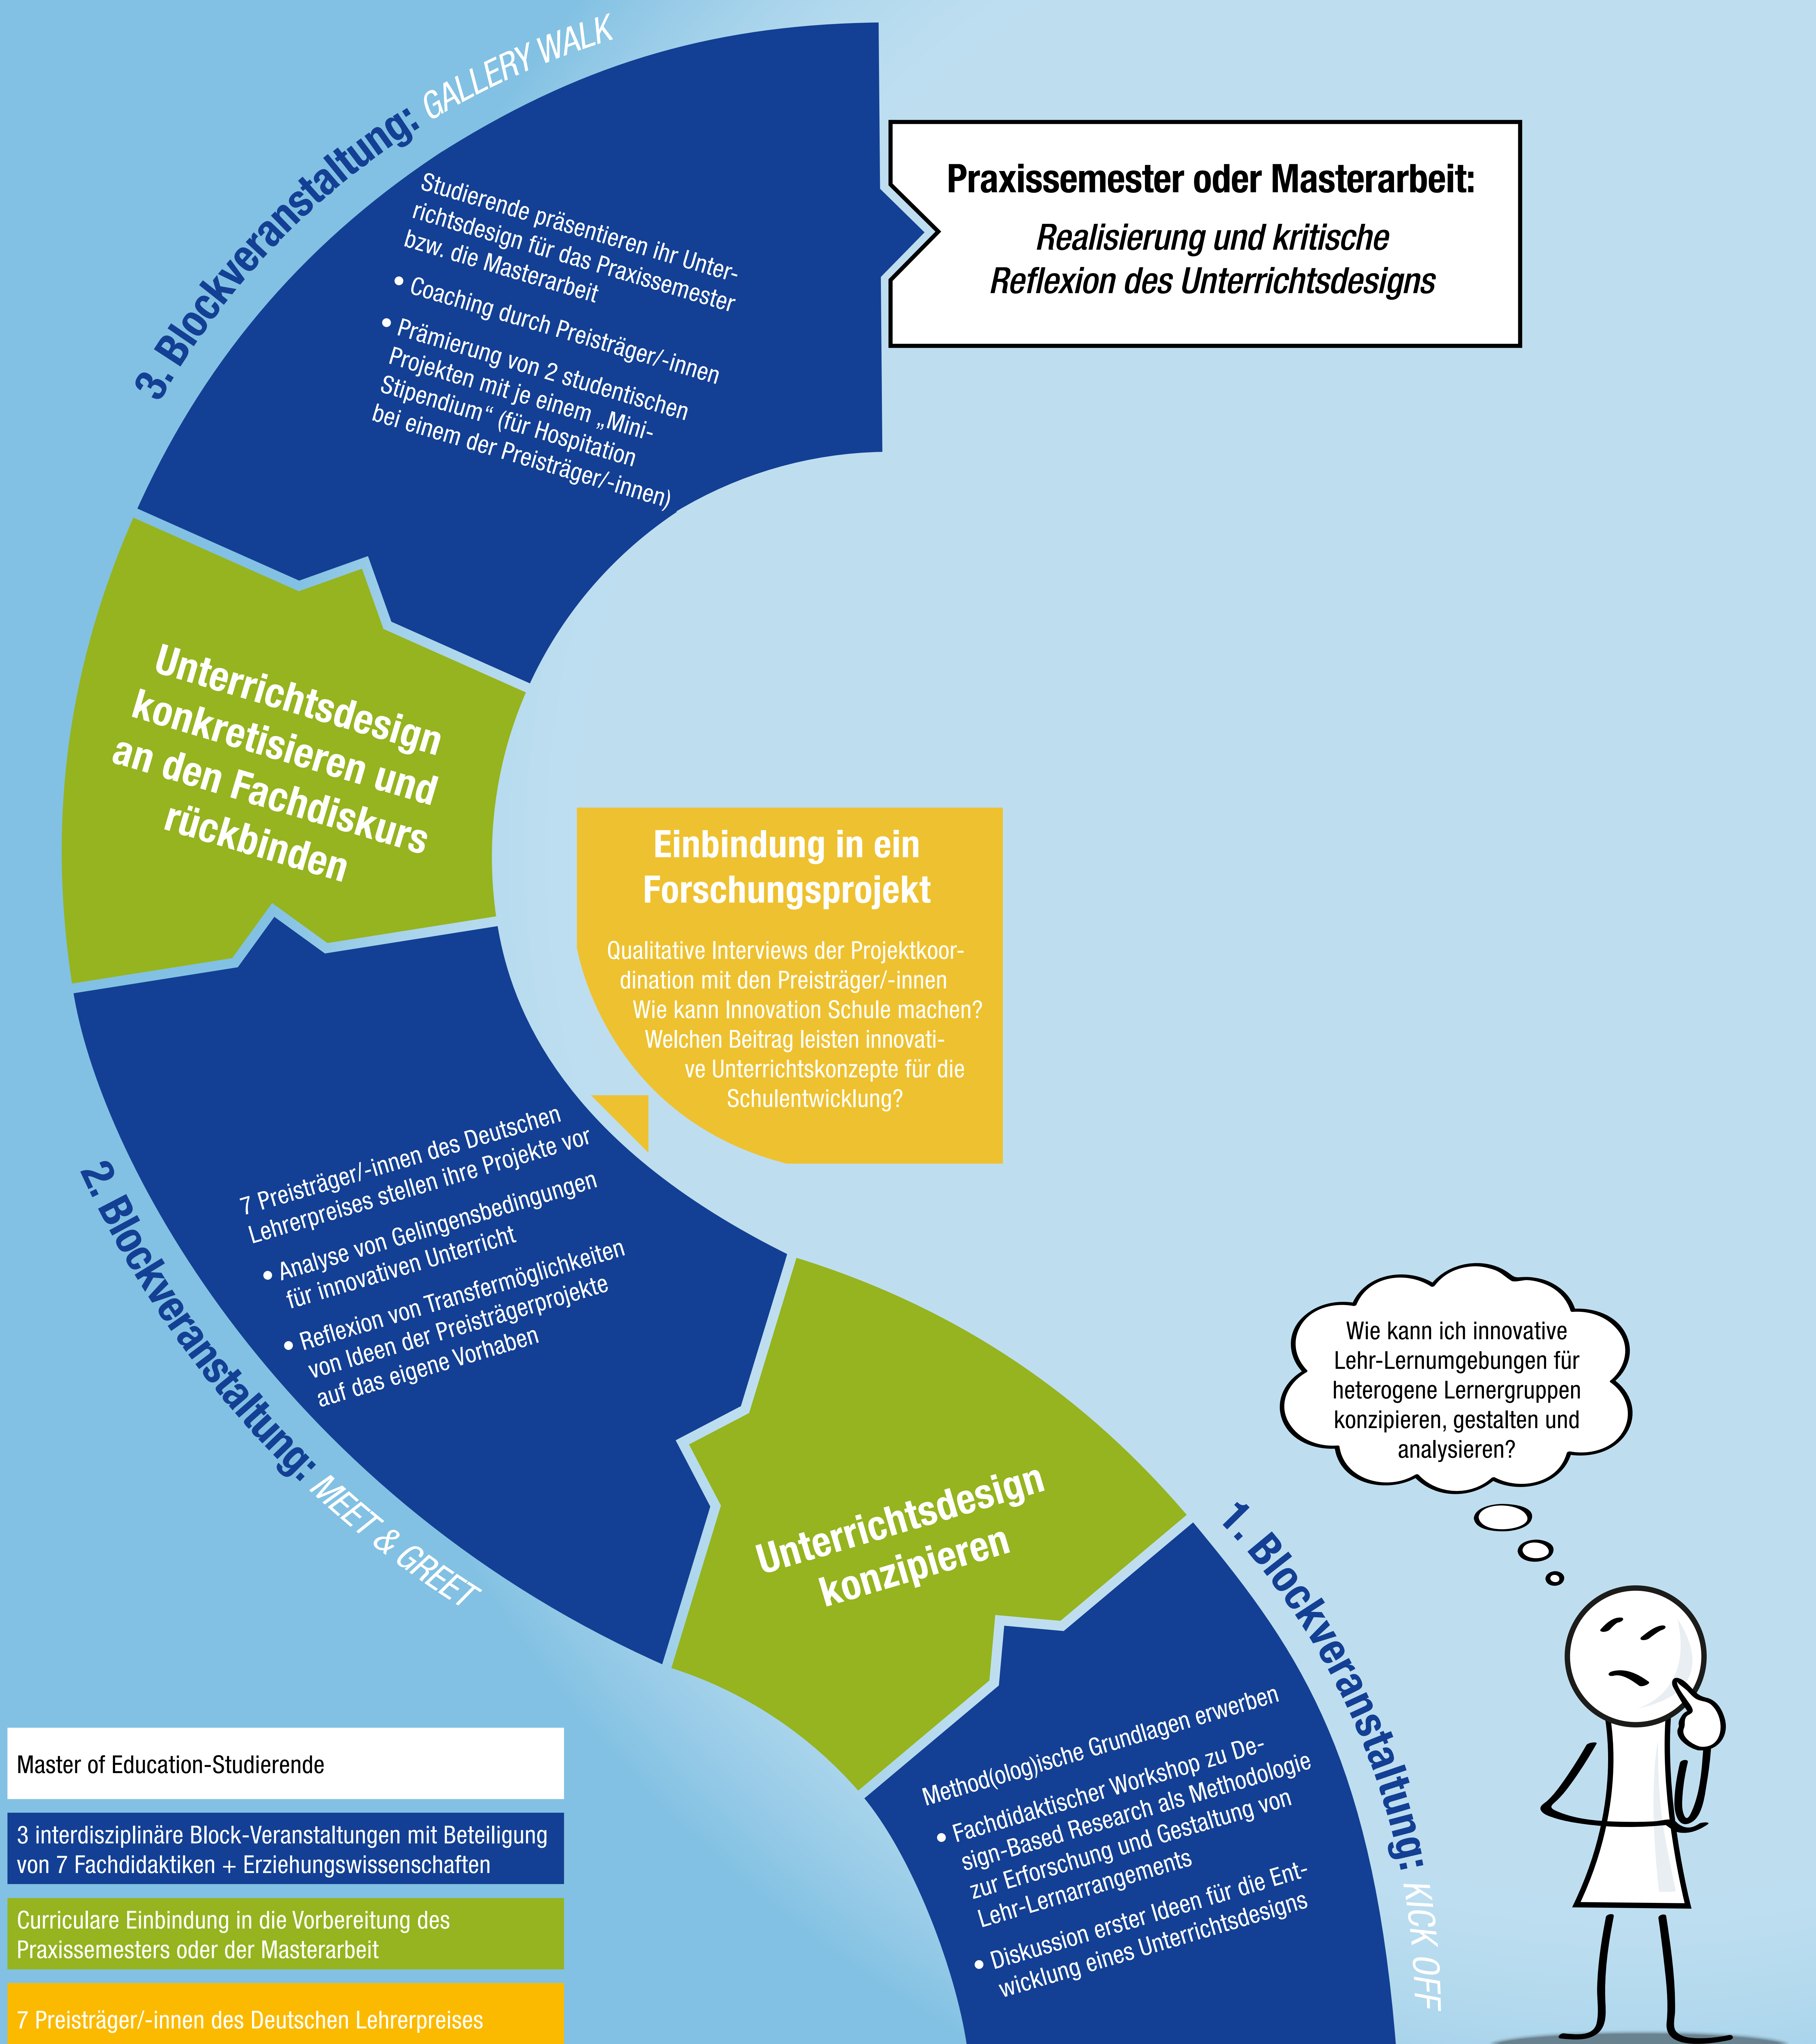 3. Blockveranstaltung: GALLERY WALK
Studierende präsentieren ihr Unter-
richtsdesign für das Praxissemester
bzw. die Masterarbeit
• Coaching durch Preisträger/-innen
• Prämierung von 2 studentischen
Projekten mit je einem „Mini-
Stipendium“ (für Hospitation
bei einem der Preisträger/-innen)
Praxissemester oder Masterarbeit:
Realisierung und kritische
Reflexion des Unterrichtsdesigns
Unterrichtsdesign
konkretisieren und
an den Fachdiskurs
rückbinden
Einbindung in ein
Forschungsprojekt
Qualitative Interviews der Projektkoor-
dination mit den Preisträger/-innen
Wie kann Innovation Schule machen?
Welchen Beitrag leisten innovati-
ve Unterrichtskonzepte für die
Schulentwicklung?
2. Blockveranstaltung: MEET & GREET
7 Preisträger/-innen des Deutschen
Lehrerpreises stellen ihre Projekte vor
• Analyse von Gelingensbedingungen
für innovativen Unterricht
• Reflexion von Transfermöglichkeiten
von Ideen der Preisträgerprojekte
auf das eigene Vorhaben
Unterrichtsdesign
konzipieren
Wie kann ich innovative
Lehr-Lernumgebungen für
heterogene Lernergruppen
konzipieren, gestalten und
analysieren?
1. Blockveranstaltung: KICK OFF
Method(olog)ische Grundlagen erwerben
• Fachdidaktischer Workshop zu De-
sign-Based Research als Methodologie
zur Erforschung und Gestaltung von
Lehr-Lernarrangements
• Diskussion erster Ideen für die Ent-
wicklung eines Unterrichtsdesigns
Master of Education-Studierende
3 interdisziplinäre Block-Veranstaltungen mit Beteiligung
von 7 Fachdidaktiken + Erziehungswissenschaften
Curriculare Einbindung in die Vorbereitung des
Praxissemesters oder der Masterarbeit
7 Preisträger/-innen des Deutschen Lehrerpreises